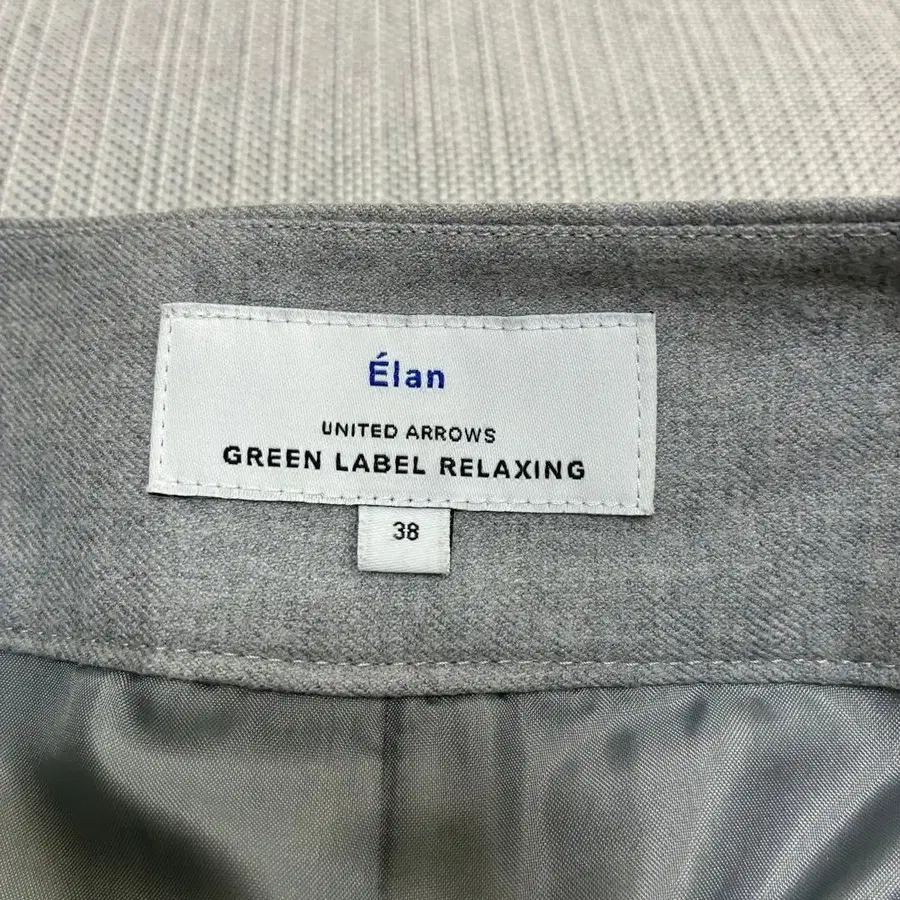 Élan
UNITED ARROWS
GREEN LABEL RELAXING
38